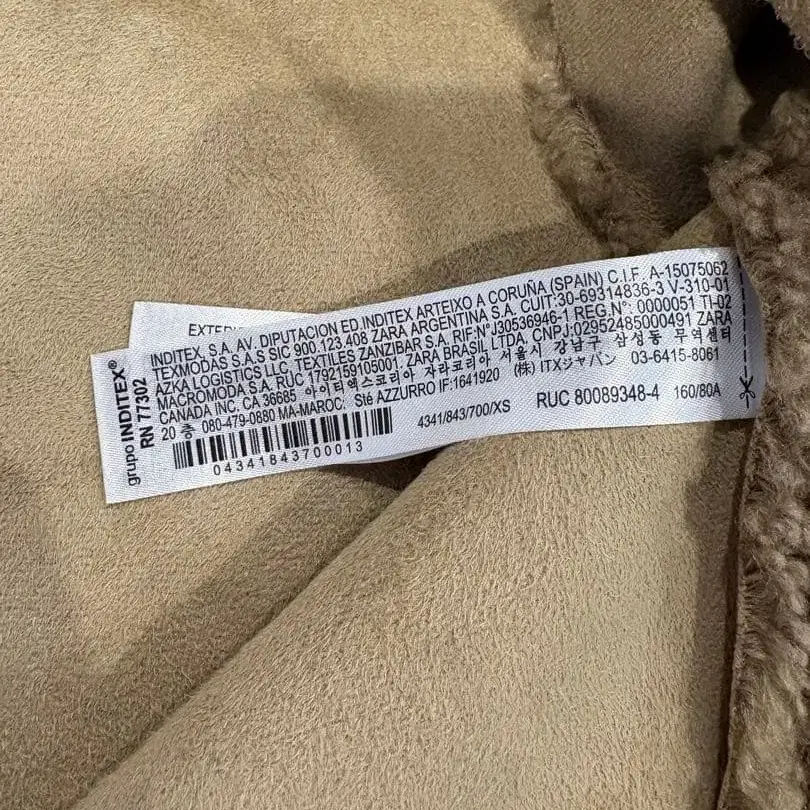 EXTERI
grupo INDITEX®
RN 77302
INDITEX, S.A. AV. DIPUTACION ED.INDITEX ARTEIXO A CORUÑA (SPAIN) C.I.F. A-15075062
TEXMODAS S.A.S SIC 900.123.408 ZARA ARGENTINA S.A. CUIT:30-69314836-3 V-310-01
AZKA LOGISTICS LLC, TEXTILES ZANZIBAR S.A. RIF:N°J30536946-1 REG.N°: 0000051 TI-02
MACROMODA S.A. RUC 1792159105001. ZARA BRASIL LTDA, CNPJ:02952485000491 ZARA
CANADA INC. CA 36685 아이티엑스코리아 자라코리아 서울시 강남구 삼성동 무역센터
20 층 080-479-0880 MA-MAROC: Sté AZZURRO IF:1641920 (株) ITXジャパン 03-6415-8061
4341/843/700/XS RUC 80089348-4 160/80A
04341843700013